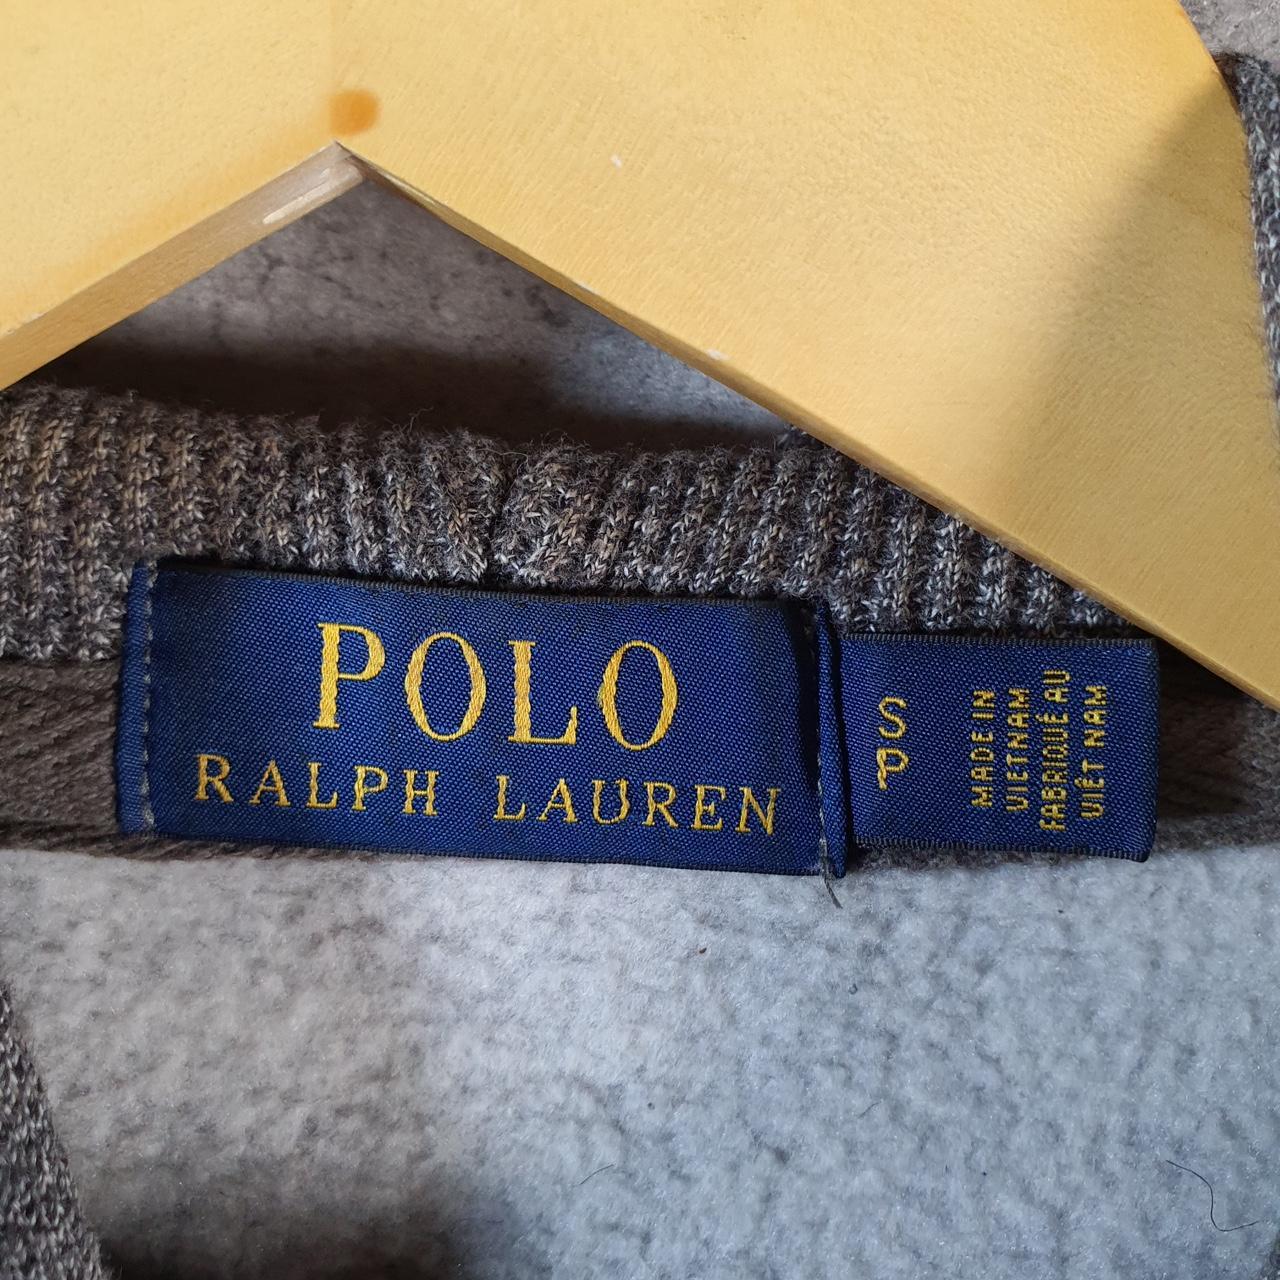 POLO
RALPH LAUREN
S
P
MADE IN
VIETNAM
FABRIQUÉ AU
VIÊT NAM